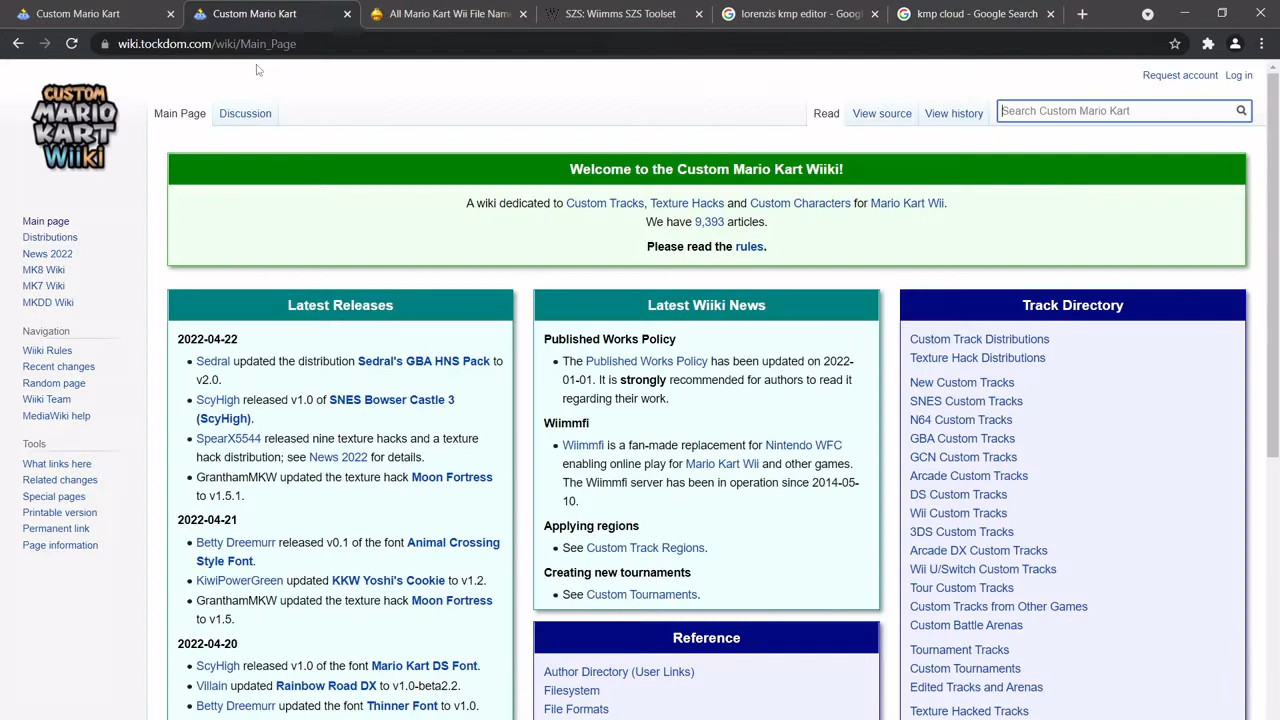 Custom Mario Kart
Custom Mario Kart
All Mario Kart Wii File Name
SZS: Wiimms SZS Toolset
lorenzis kmp editor - Googl
kmp cloud - Google Search
wiki.tockdom.com/wiki/Main_Page
Request account Log in
CUSTOM
MARIO
KART
Wiiki
Main Page Discussion Read View source View history Search Custom Mario Kart
Welcome to the Custom Mario Kart Wiiki!
A wiki dedicated to Custom Tracks, Texture Hacks and Custom Characters for Mario Kart Wii.
We have 9,393 articles.
Please read the rules.
Main page
Distributions
News 2022
MK8 Wiki
MK7 Wiki
MKDD Wiki
Navigation
Wiiki Rules
Recent changes
Random page
Wiiki Team
MediaWiki help
Tools
What links here
Related changes
Special pages
Printable version
Permanent link
Page information
Latest Releases
2022-04-22
• Sedral updated the distribution Sedral's GBA HNS Pack to
v2.0.
• ScyHigh released v1.0 of SNES Bowser Castle 3
(ScyHigh).
• SpearX5544 released nine texture hacks and a texture
hack distribution; see News 2022 for details.
• GranthamMKW updated the texture hack Moon Fortress
to v1.5.1.
2022-04-21
• Betty Dreemurr released v0.1 of the font Animal Crossing
Style Font.
• KiwiPowerGreen updated KKW Yoshi's Cookie to v1.2.
• GranthamMKW updated the texture hack Moon Fortress
to v1.5.
2022-04-20
• ScyHigh released v1.0 of the font Mario Kart DS Font.
• Villain updated Rainbow Road DX to v1.0-beta2.2.
• Betty Dreemurr updated the font Thinner Font to v1.0.
Latest Wiiki News
Published Works Policy
• The Published Works Policy has been updated on 2022-
01-01. It is strongly recommended for authors to read it
regarding their work.
Wiimmfi
• Wiimmfi is a fan-made replacement for Nintendo WFC
enabling online play for Mario Kart Wii and other games.
The Wiimmfi server has been in operation since 2014-05-
10.
Applying regions
• See Custom Track Regions.
Creating new tournaments
• See Custom Tournaments.
Reference
Author Directory (User Links)
Filesystem
File Formats
Track Directory
Custom Track Distributions
Texture Hack Distributions
New Custom Tracks
SNES Custom Tracks
N64 Custom Tracks
GBA Custom Tracks
GCN Custom Tracks
Arcade Custom Tracks
DS Custom Tracks
Wii Custom Tracks
3DS Custom Tracks
Arcade DX Custom Tracks
Wii U/Switch Custom Tracks
Tour Custom Tracks
Custom Tracks from Other Games
Custom Battle Arenas
Tournament Tracks
Custom Tournaments
Edited Tracks and Arenas
Texture Hacked Tracks